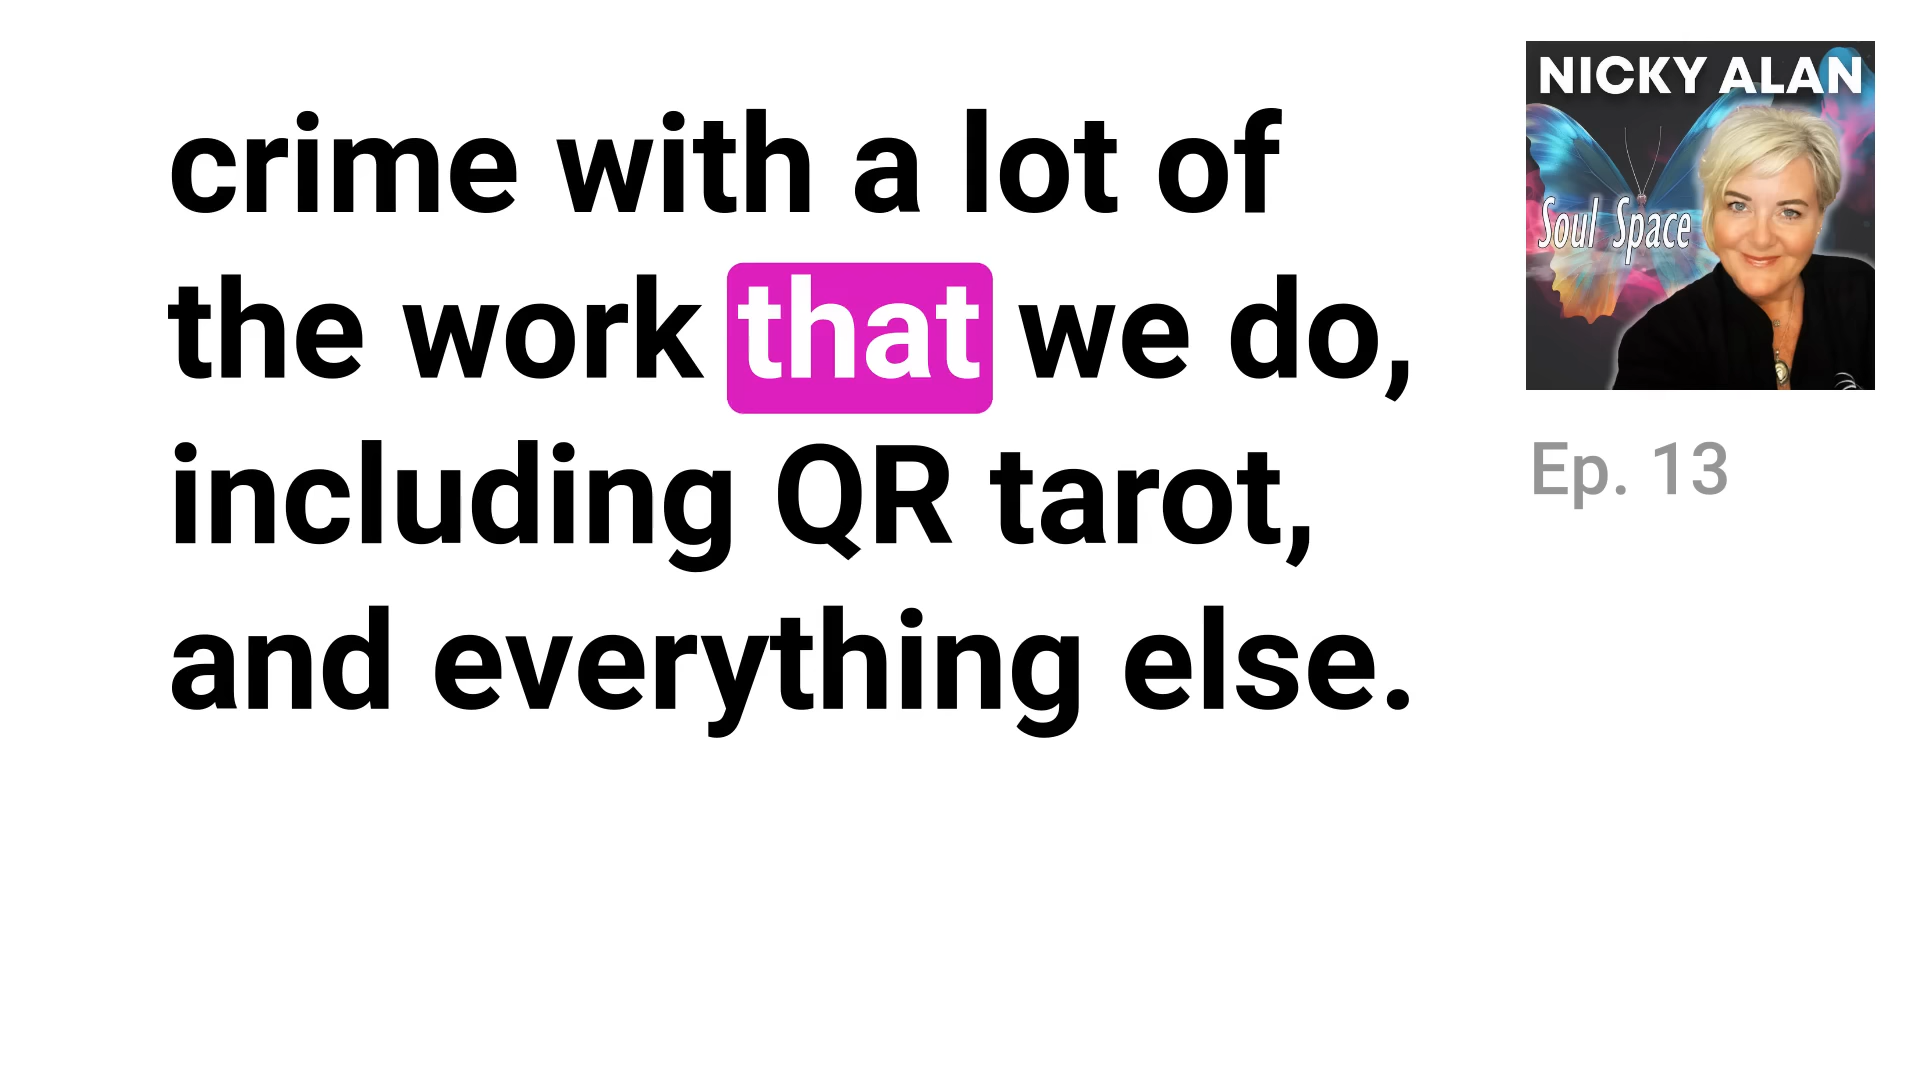 crime with a lot of
the work that we do,
including QR tarot,
and everything else.
NICKY ALAN
Soul Space
Ep. 13